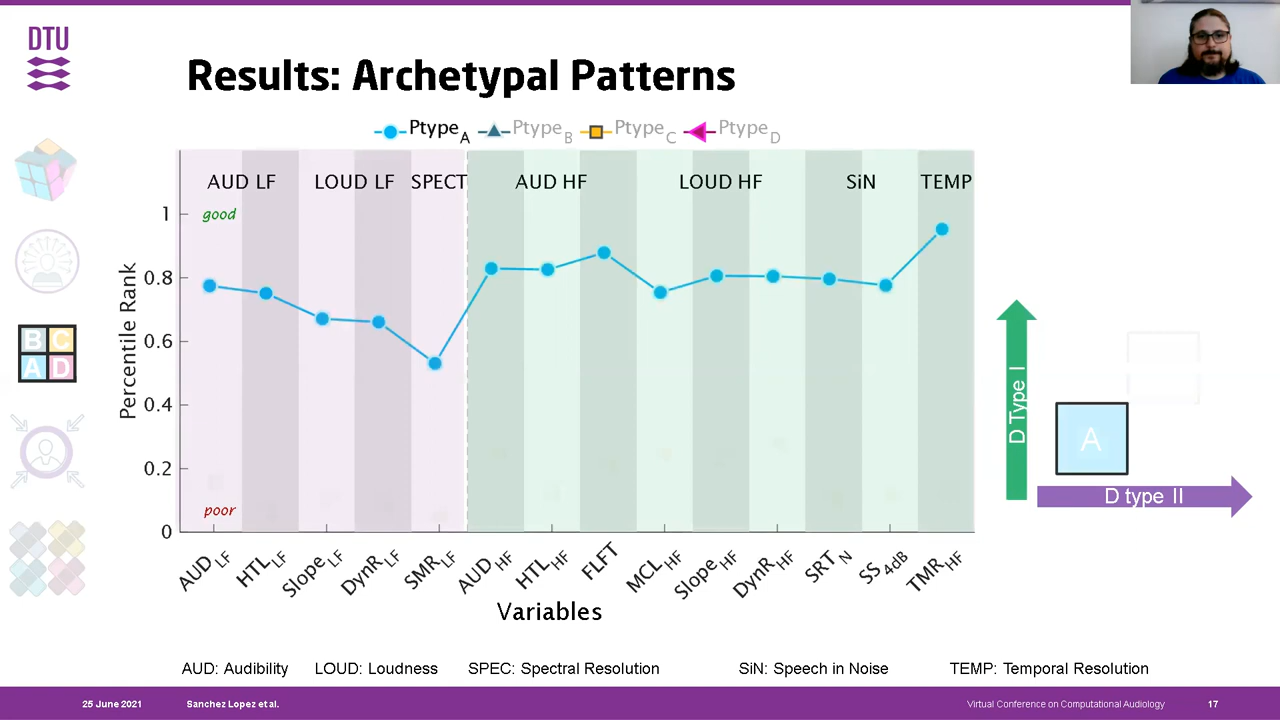 DTU
Results: Archetypal Patterns
PtypeA PtypeB PtypeC PtypeD
AUD LF LOUD LF SPECT AUD HF LOUD HF SiN TEMP
good
1
0.8
0.6
0.4
0.2
0
poor
Percentile Rank
B C
A D
AUDLF HTLLF SlopeLF DynRLF SMRLF AUDHF HTLHF FLFT MCLHF SlopeHF DynRHF SRTN SS4dB TMRHF
Variables
D Type I
A
D type II
AUD: Audibility LOUD: Loudness SPEC: Spectral Resolution SiN: Speech in Noise TEMP: Temporal Resolution
25 June 2021 Sanchez Lopez et al. Virtual Conference on Computational Audiology 17